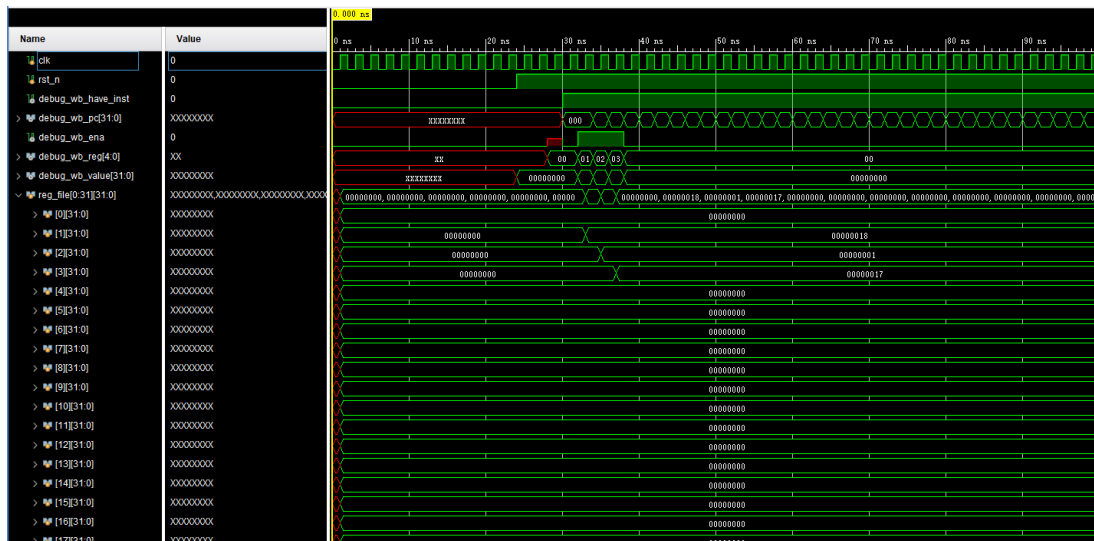 0.000 ns
Name Value
0 ns 10 ns 20 ns 30 ns 40 ns 50 ns 60 ns 70 ns 80 ns 90 ns
clk 0
rst_n 0
debug_wb_have_inst 0
debug_wb_pc[31:0] XXXXXXXX XXXXXXXX 000
debug_wb_ena 0
debug_wb_reg[4:0] XX XX 00 01 02 03 00
debug_wb_value[31:0] XXXXXXXX XXXXXXXX 00000000 00000000
reg_file[0:31][31:0] XXXXXXXX,XXXXXXXX,XXXXXXXX,XXXX 00000000,00000000,00000000,00000000,00000000,00000 00000000,00000018,00000001,00000017,00000000,00000000,00000000,00000000,00000000,00000000,0000
[0][31:0] XXXXXXXX 00000000
[1][31:0] XXXXXXXX 00000000 00000018
[2][31:0] XXXXXXXX 00000000 00000001
[3][31:0] XXXXXXXX 00000000 00000017
[4][31:0] XXXXXXXX 00000000
[5][31:0] XXXXXXXX 00000000
[6][31:0] XXXXXXXX 00000000
[7][31:0] XXXXXXXX 00000000
[8][31:0] XXXXXXXX 00000000
[9][31:0] XXXXXXXX 00000000
[10][31:0] XXXXXXXX 00000000
[11][31:0] XXXXXXXX 00000000
[12][31:0] XXXXXXXX 00000000
[13][31:0] XXXXXXXX 00000000
[14][31:0] XXXXXXXX 00000000
[15][31:0] XXXXXXXX 00000000
[16][31:0] XXXXXXXX 00000000
[17][31:0] XXXXXXXX 00000000